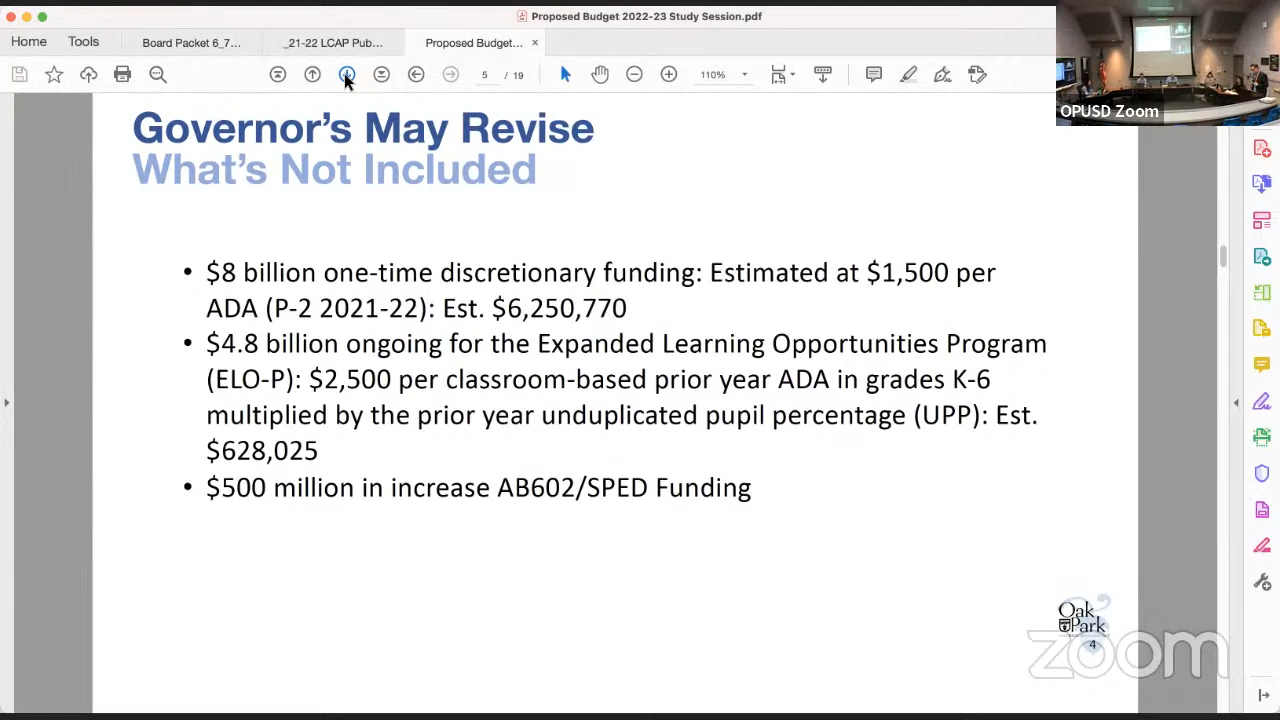 Proposed Budget 2022-23 Study Session.pdf
Home
Tools
Board Packet 6_7...
_21-22 LCAP Pub...
Proposed Budget...
5 / 19
110%
OPUSD Zoom
Governor's May Revise
What's Not Included
• $8 billion one-time discretionary funding: Estimated at $1,500 per
ADA (P-2 2021-22): Est. $6,250,770
• $4.8 billion ongoing for the Expanded Learning Opportunities Program
(ELO-P): $2,500 per classroom-based prior year ADA in grades K-6
multiplied by the prior year unduplicated pupil percentage (UPP): Est.
$628,025
• $500 million in increase AB602/SPED Funding
Oak
Park
4
zoom